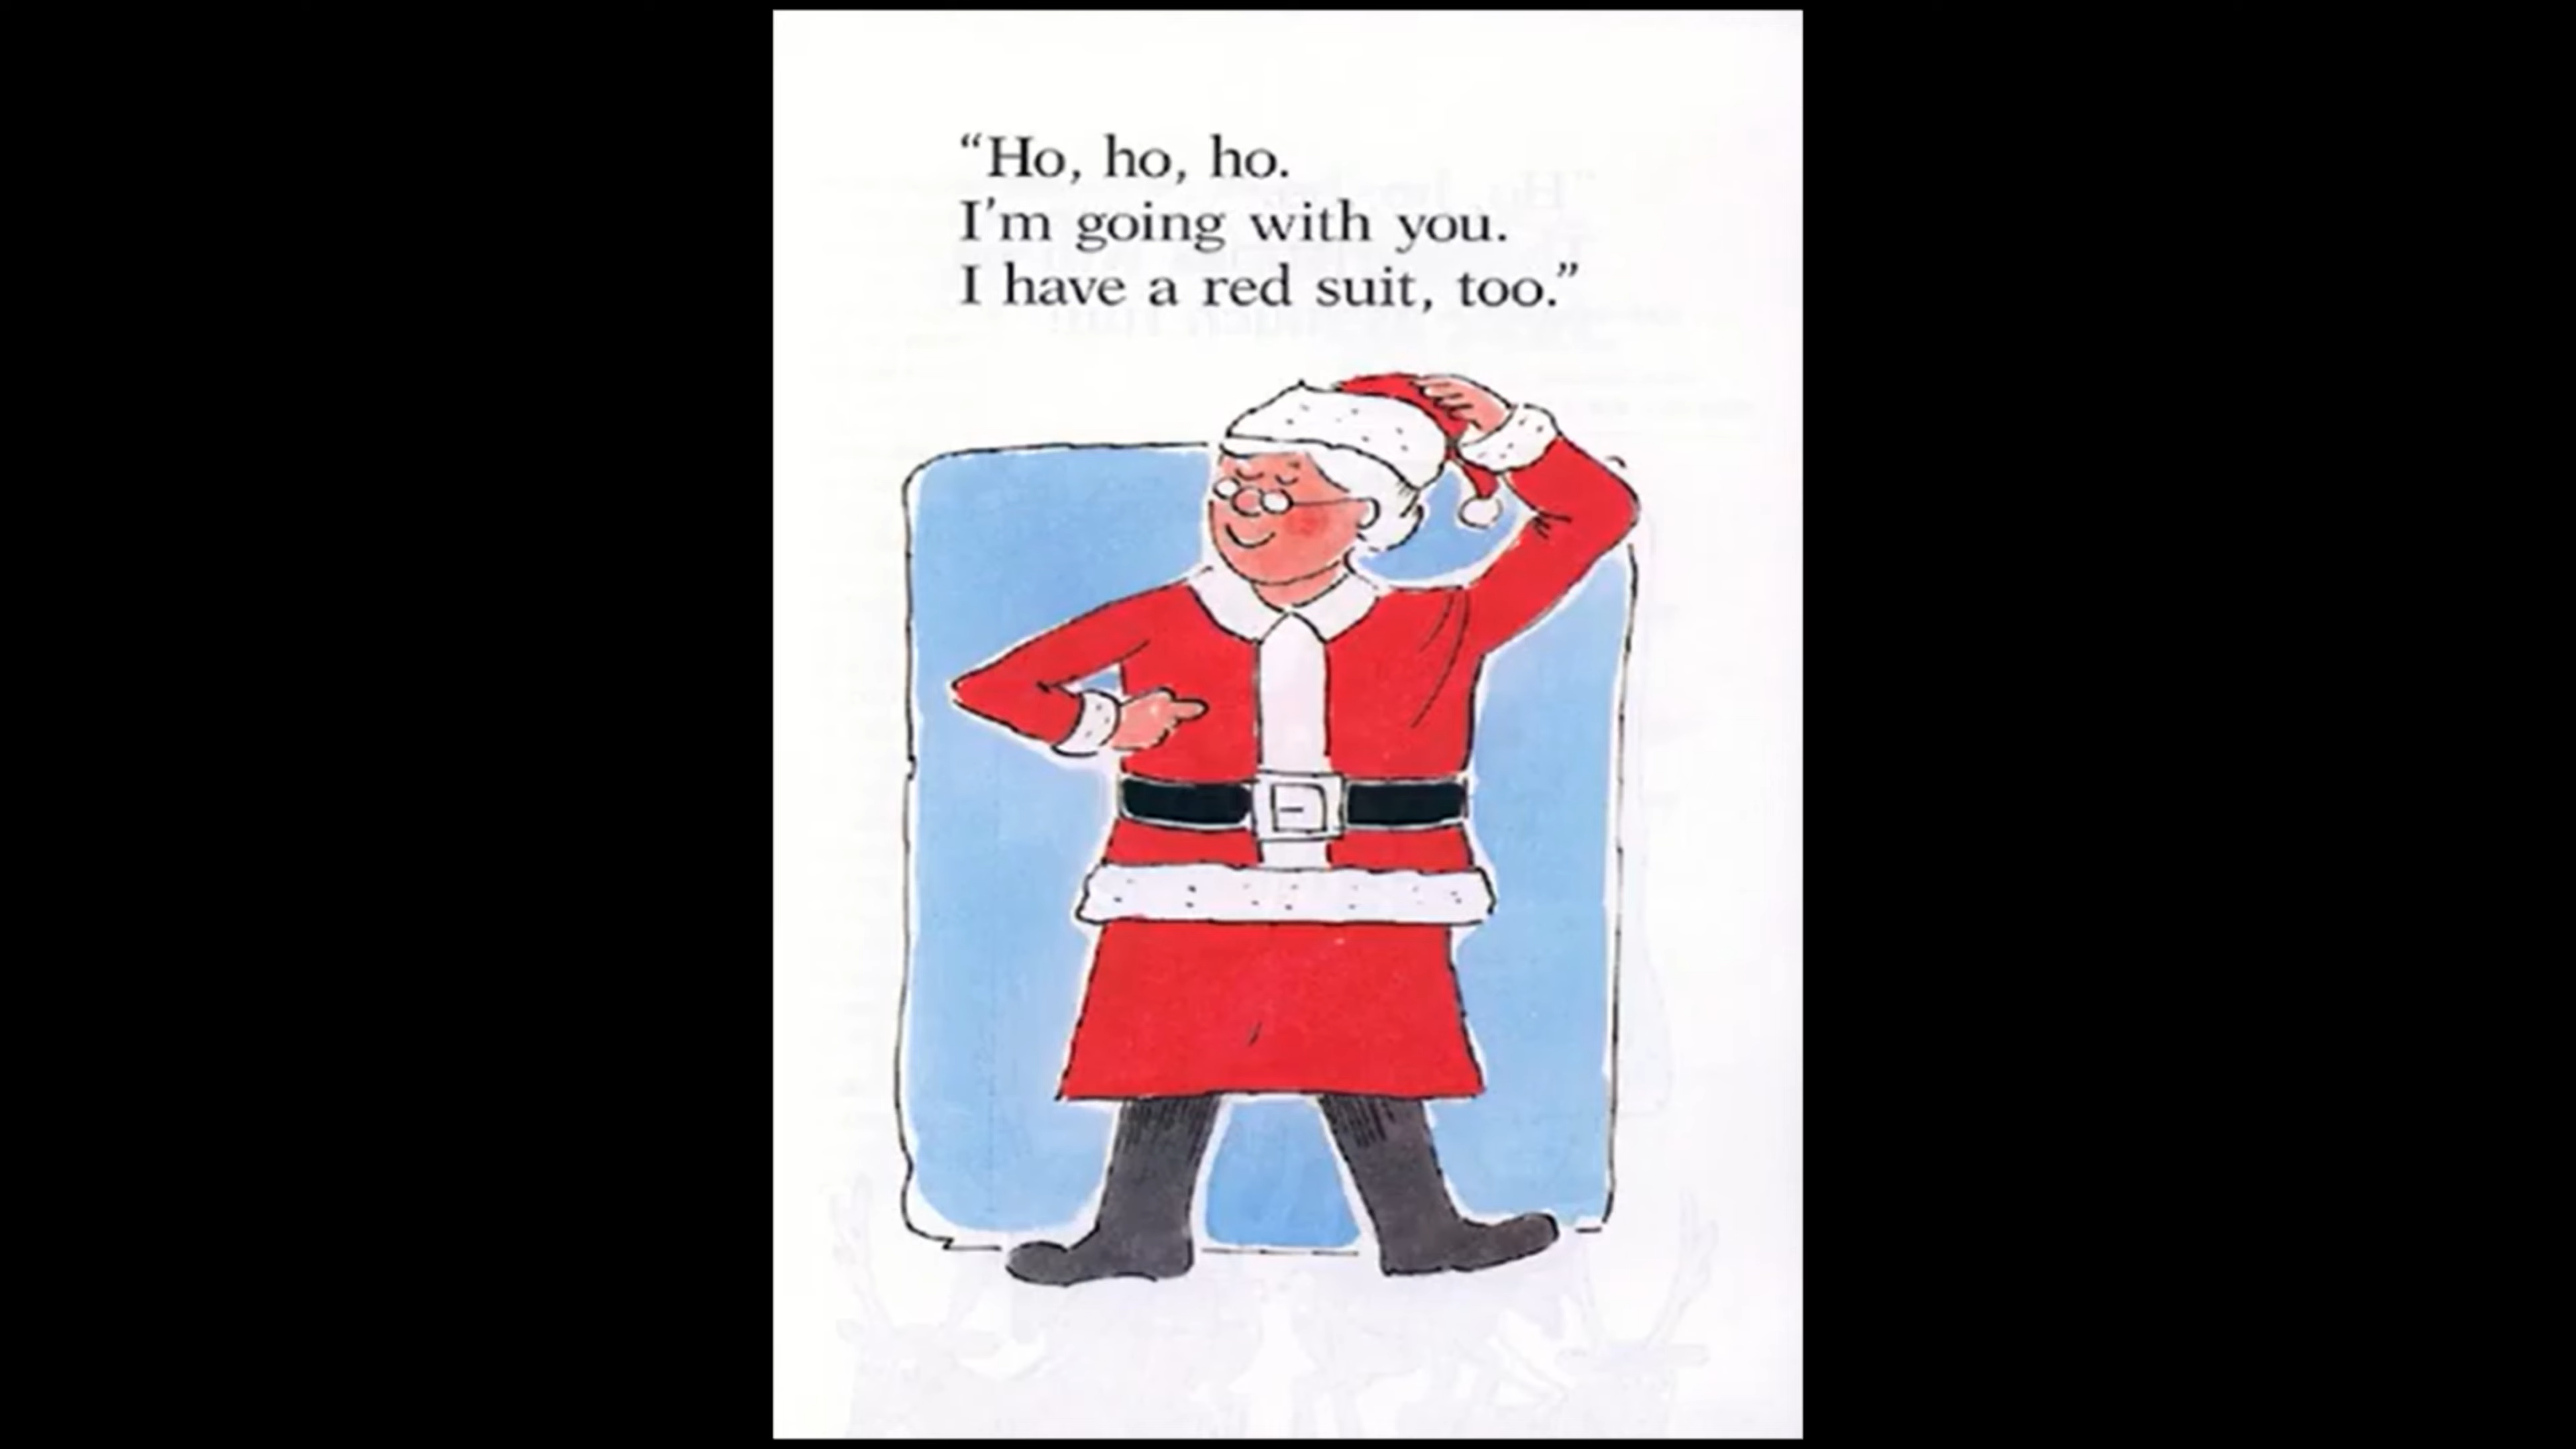 “Ho, ho, ho.
I’m going with you.
I have a red suit, too.”